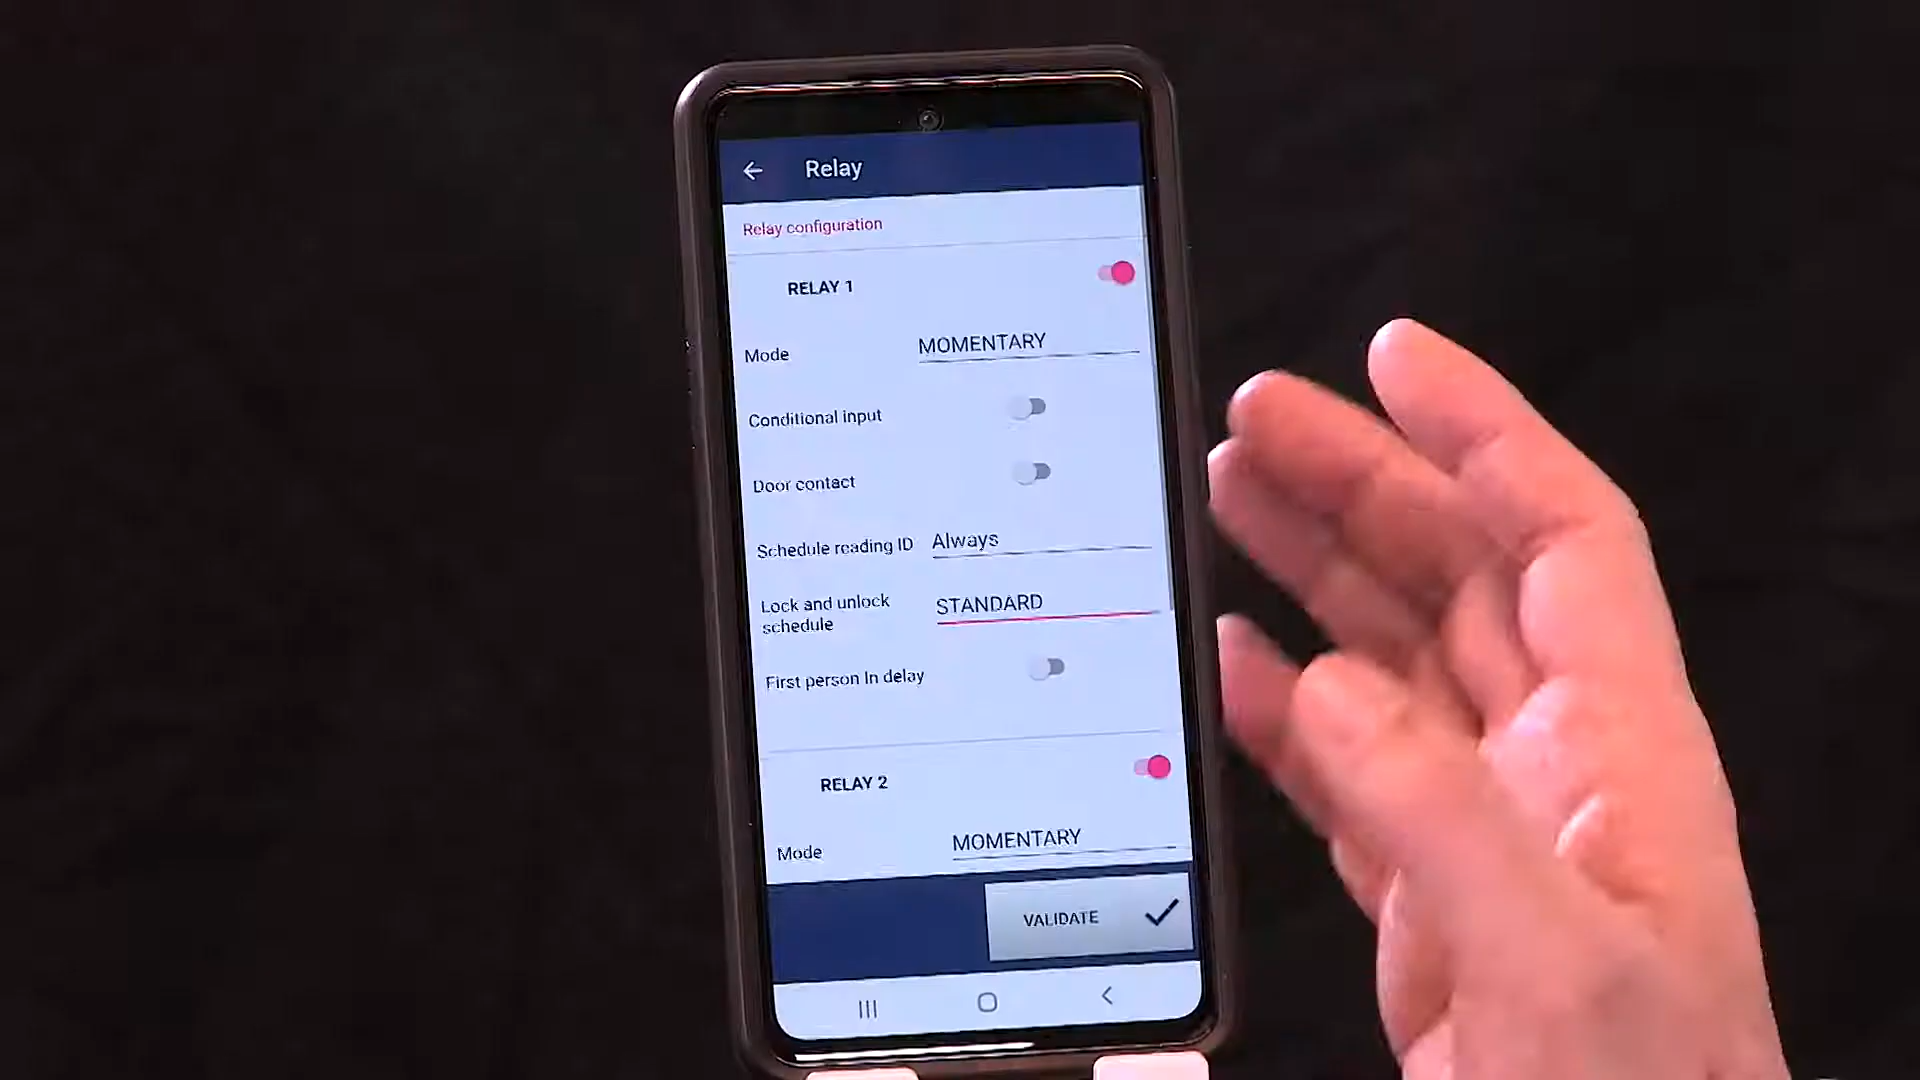 Relay
Relay configuration
RELAY 1
Mode MOMENTARY
Conditional input
Door contact
Schedule reading ID Always
Lock and unlock schedule STANDARD
First person In delay
RELAY 2
Mode MOMENTARY
VALIDATE